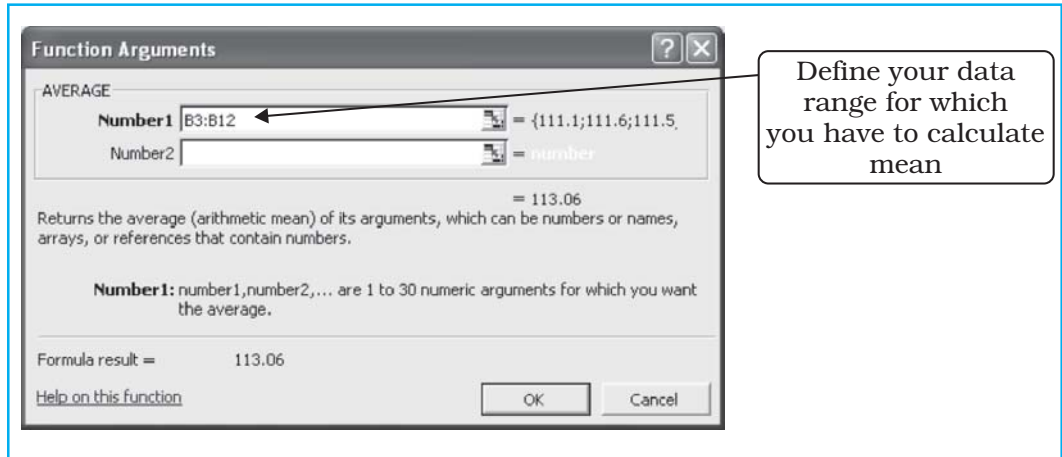 Function Arguments
AVERAGE
Number1 B3:B12 = {111.1;111.6;111.5,
Number2 = number
= 113.06
Returns the average (arithmetic mean) of its arguments, which can be numbers or names,
arrays, or references that contain numbers.
Number1: number1,number2,... are 1 to 30 numeric arguments for which you want
the average.
Formula result = 113.06
Help on this function
OK Cancel
Define your data
range for which
you have to calculate
mean